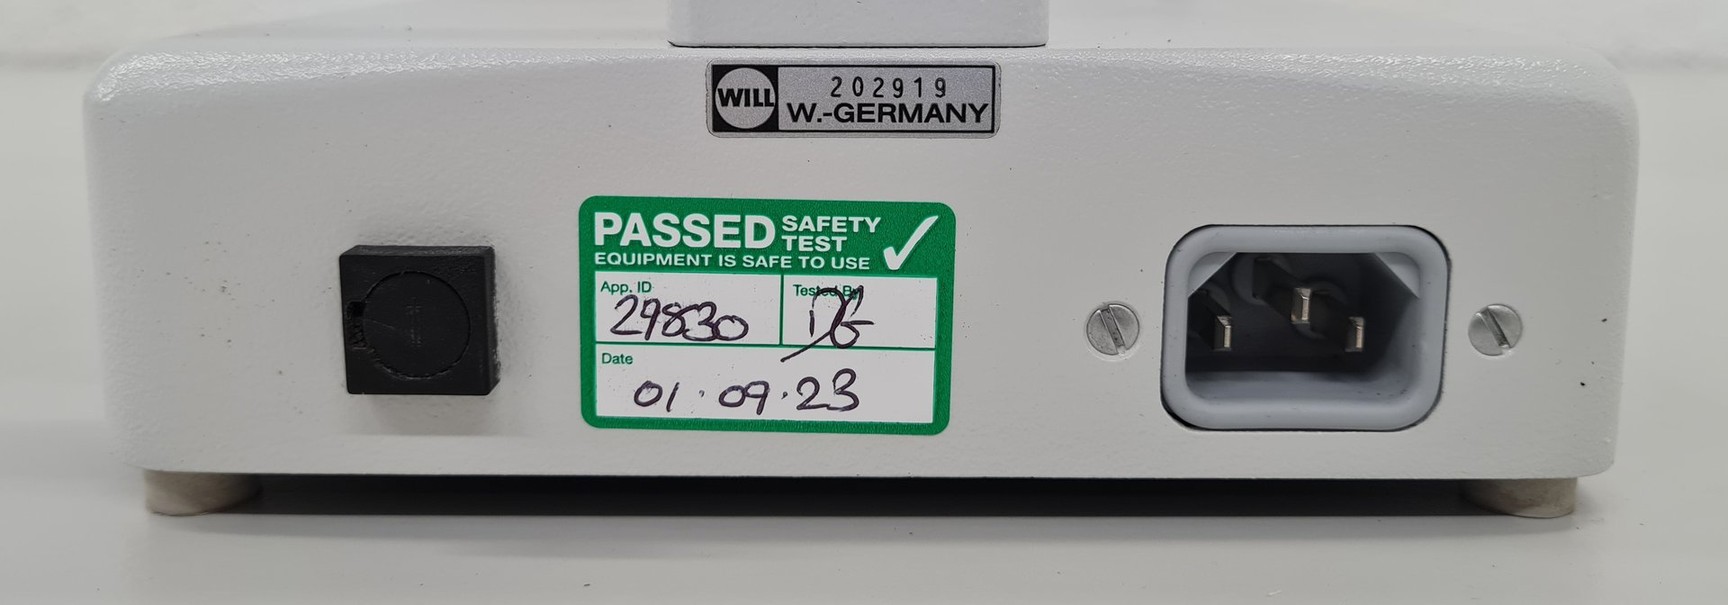 WILL
202919
W.-GERMANY
PASSED SAFETY TEST
EQUIPMENT IS SAFE TO USE
App. ID
29830
Tested By
Date
01.09.23